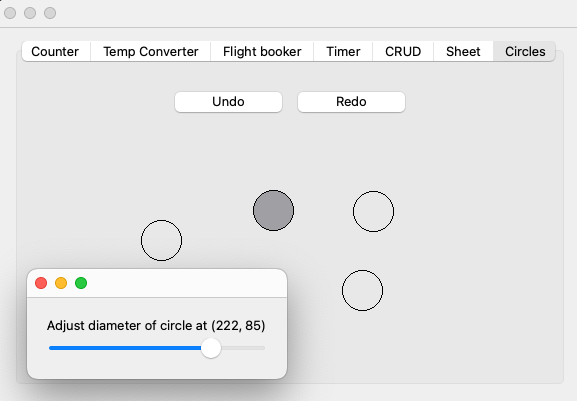 Counter Temp Converter Flight booker Timer CRUD Sheet Circles
Undo Redo
Adjust diameter of circle at (222, 85)